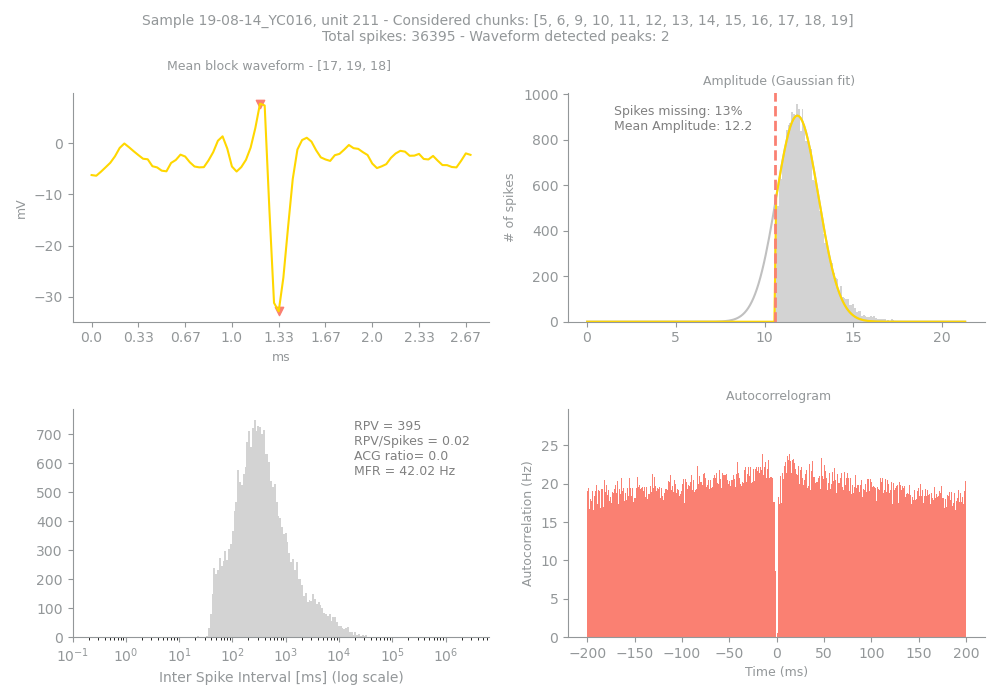 Sample 19-08-14_YC016, unit 211 - Considered chunks: [5, 6, 9, 10, 11, 12, 13, 14, 15, 16, 17, 18, 19]
Total spikes: 36395 - Waveform detected peaks: 2
Mean block waveform - [17, 19, 18]
0
−10
−20
−30
mV
0.0 0.33 0.67 1.0 1.33 1.67 2.0 2.33 2.67
ms
Amplitude (Gaussian fit)
Spikes missing: 13%
Mean Amplitude: 12.2
1000
800
600
400
200
0
# of spikes
0 5 10 15 20
RPV = 395
RPV/Spikes = 0.02
ACG ratio= 0.0
MFR = 42.02 Hz
700
600
500
400
300
200
100
0
10⁻¹ 10⁰ 10¹ 10² 10³ 10⁴ 10⁵ 10⁶
Inter Spike Interval [ms] (log scale)
Autocorrelogram
25
20
15
10
5
0
Autocorrelation (Hz)
−200 −150 −100 −50 0 50 100 150 200
Time (ms)